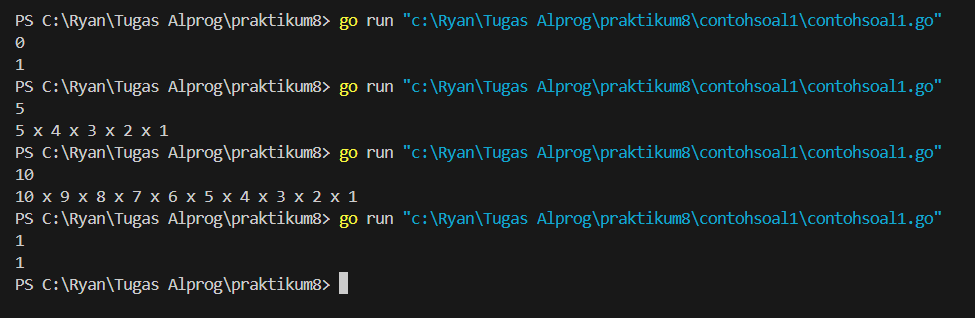 PS C:\Ryan\Tugas Alprog\praktikum8> go run "c:\Ryan\Tugas Alprog\praktikum8\contohsoal1\contohsoal1.go"
0
1
PS C:\Ryan\Tugas Alprog\praktikum8> go run "c:\Ryan\Tugas Alprog\praktikum8\contohsoal1\contohsoal1.go"
5
5 x 4 x 3 x 2 x 1
PS C:\Ryan\Tugas Alprog\praktikum8> go run "c:\Ryan\Tugas Alprog\praktikum8\contohsoal1\contohsoal1.go"
10
10 x 9 x 8 x 7 x 6 x 5 x 4 x 3 x 2 x 1
PS C:\Ryan\Tugas Alprog\praktikum8> go run "c:\Ryan\Tugas Alprog\praktikum8\contohsoal1\contohsoal1.go"
1
1
PS C:\Ryan\Tugas Alprog\praktikum8>